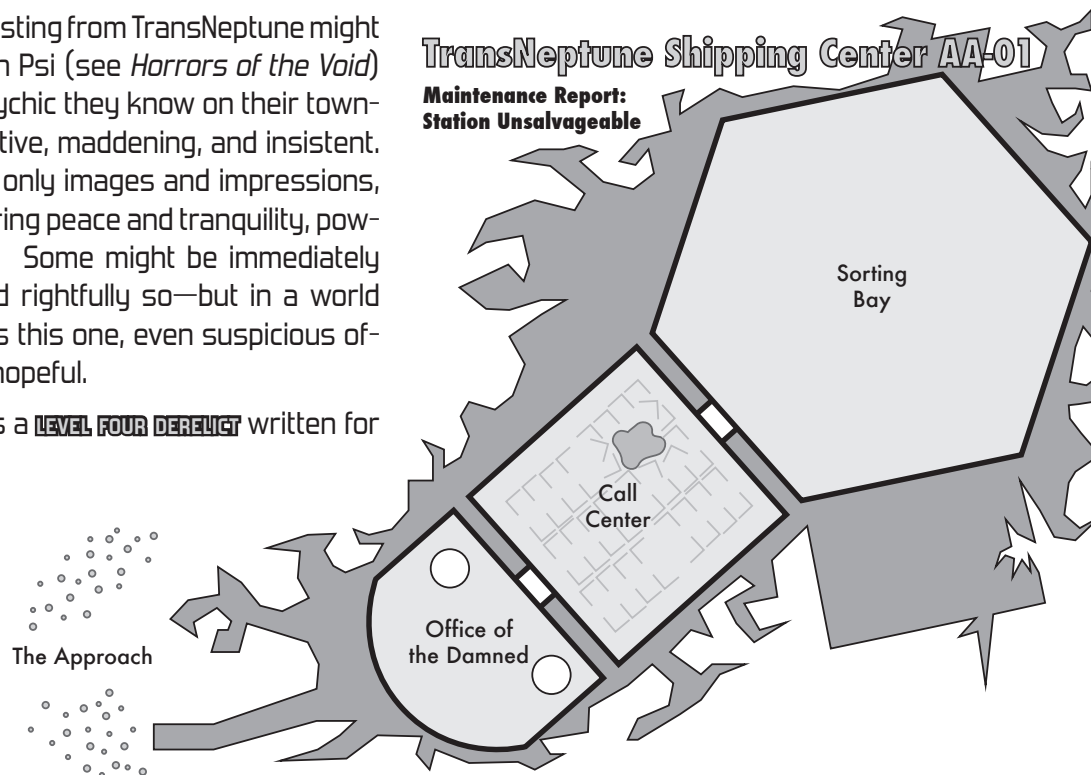 sting from TransNeptune might
n Psi (see Horrors of the Void)
ychic they know on their town-
tive, maddening, and insistent.
only images and impressions,
ring peace and tranquility, pow-
Some might be immediately
d rightfully so—but in a world
s this one, even suspicious of-
hopeful.
s a LEVEL FOUR DERELICT written for
TransNeptune Shipping Center AA-01
Maintenance Report:
Station Unsalvageable
Sorting
Bay
Call
Center
Office of
the Damned
The Approach